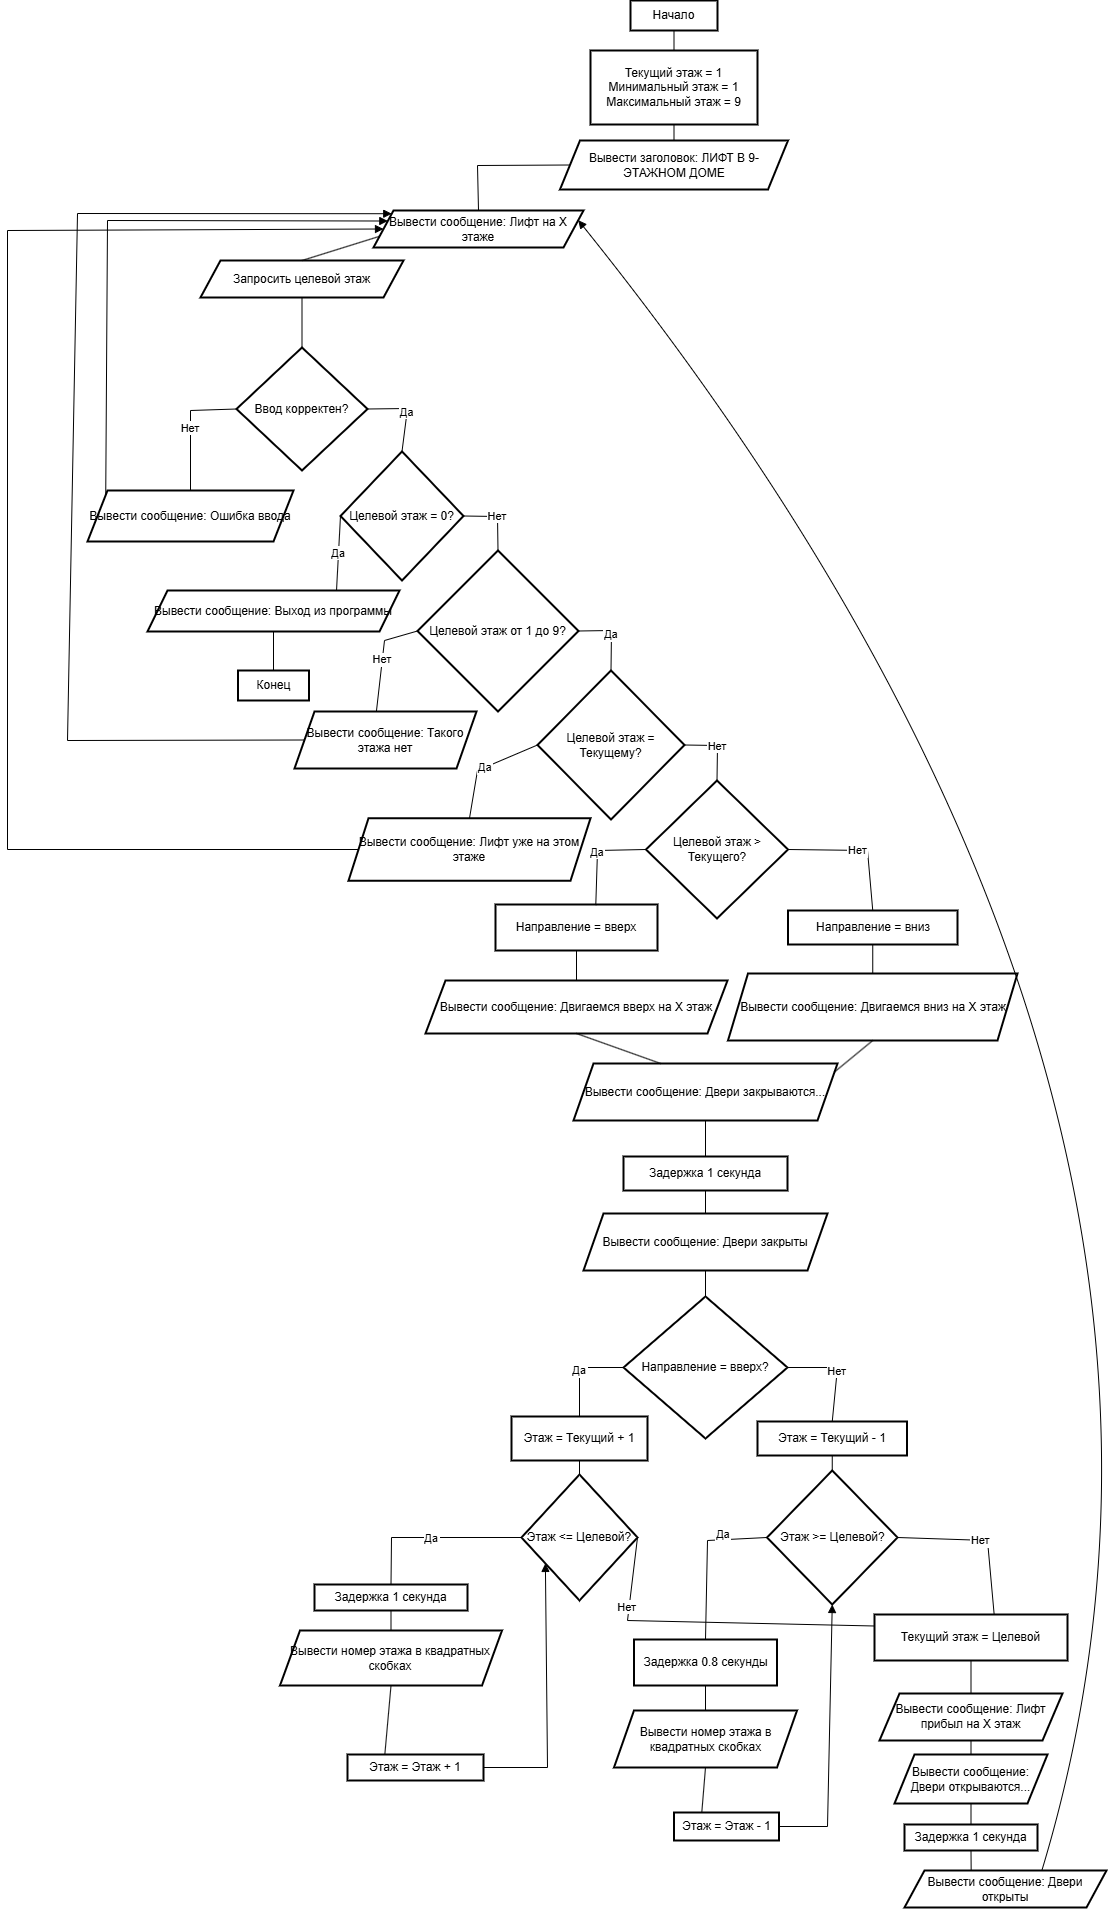 Начало
Текущий этаж = 1
Минимальный этаж = 1
Максимальный этаж = 9
Вывести заголовок: ЛИФТ В 9-
ЭТАЖНОМ ДОМЕ
Вывести сообщение: Лифт на X
этаже
Запросить целевой этаж
Ввод корректен?
Да
Нет
Вывести сообщение: Ошибка ввода
Целевой этаж = 0?
Нет
Да
Вывести сообщение: Выход из программы
Целевой этаж от 1 до 9?
Да
Нет
Конец
Вывести сообщение: Такого
этажа нет
Целевой этаж =
Текущему?
Нет
Да
Вывести сообщение: Лифт уже на этом
этаже
Целевой этаж >
Текущего?
Да
Нет
Направление = вверх
Направление = вниз
Вывести сообщение: Двигаемся вверх на X этаж
Вывести сообщение: Двигаемся вниз на X этаж
Вывести сообщение: Двери закрываются...
Задержка 1 секунда
Вывести сообщение: Двери закрыты
Направление = вверх?
Да
Нет
Этаж = Текущий + 1
Этаж = Текущий - 1
Этаж <= Целевой?
Этаж >= Целевой?
Да
Да
Нет
Задержка 1 секунда
Нет
Текущий этаж = Целевой
Вывести номер этажа в квадратных
скобках
Задержка 0.8 секунды
Вывести сообщение: Лифт
прибыл на X этаж
Вывести номер этажа в
квадратных скобках
Этаж = Этаж + 1
Вывести сообщение:
Двери открываются...
Этаж = Этаж - 1
Задержка 1 секунда
Вывести сообщение: Двери
открыты